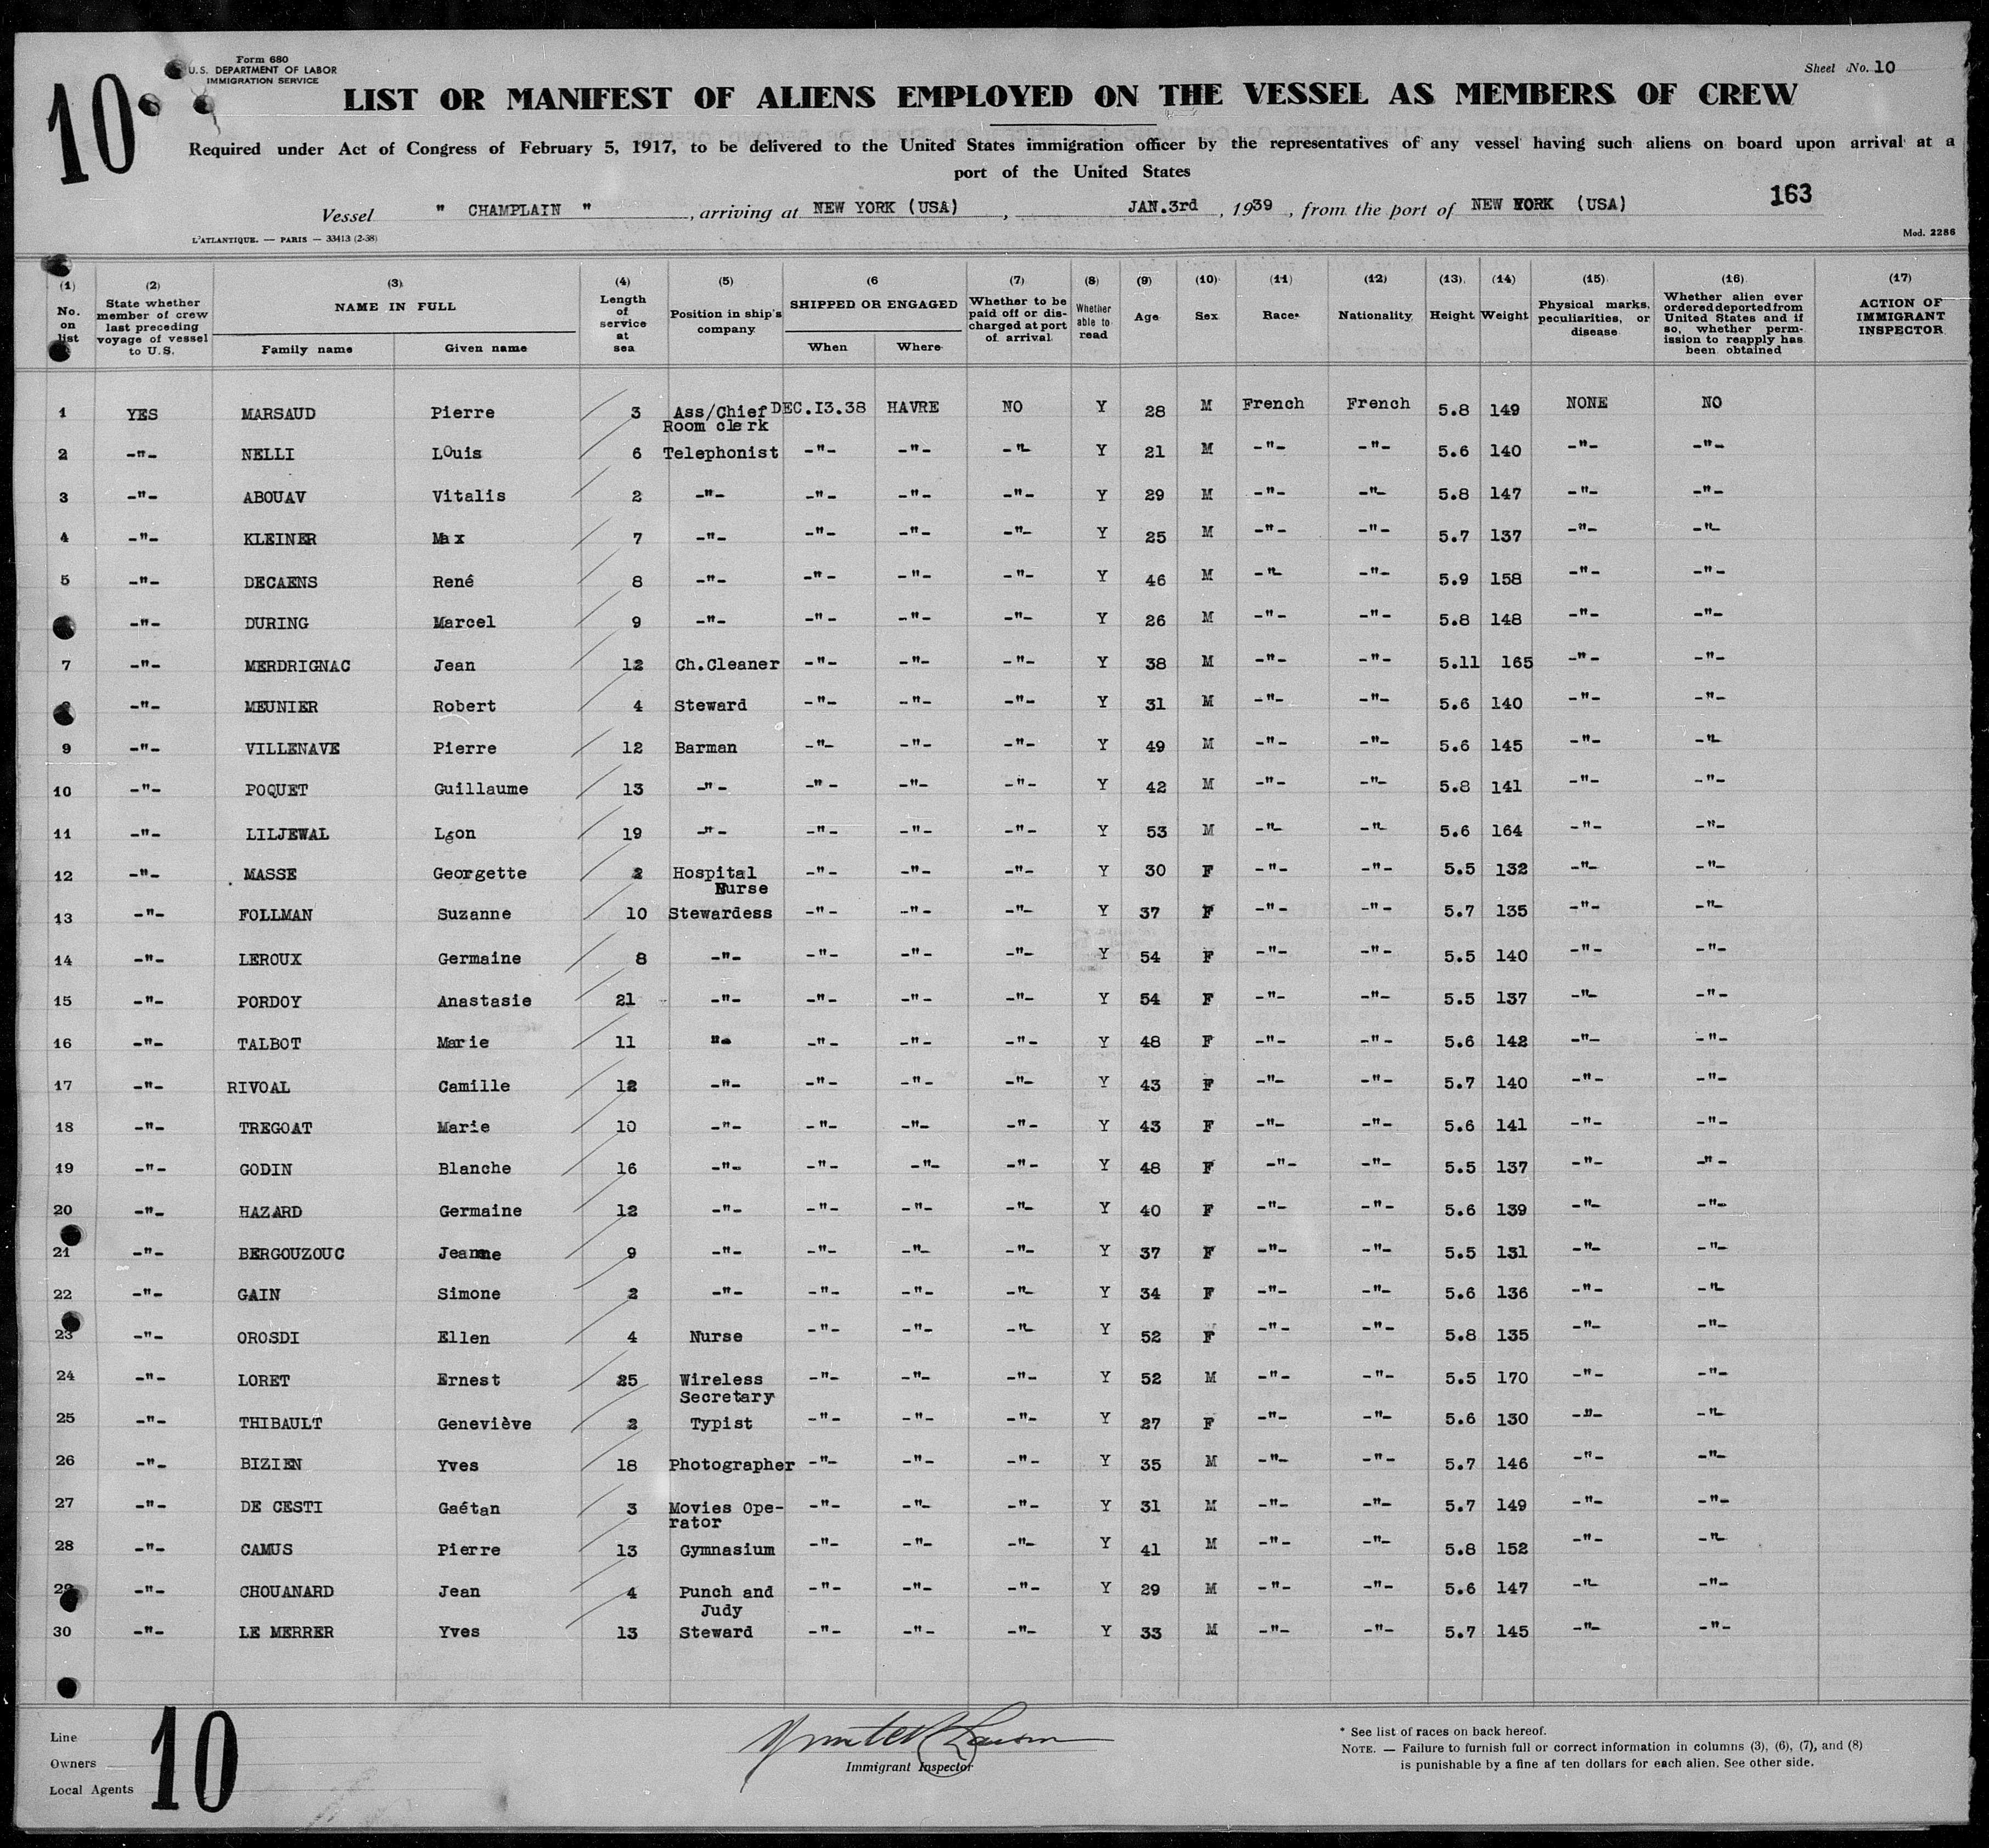 Form 680
U.S. DEPARTMENT OF LABOR
IMMIGRATION SERVICE
Sheet No. 10
10
LIST OR MANIFEST OF ALIENS EMPLOYED ON THE VESSEL AS MEMBERS OF CREW
Required under Act of Congress of February 5, 1917, to be delivered to the United States immigration officer by the representatives of any vessel having such aliens on board upon arrival at a
port of the United States
163
Vessel " CHAMPLAIN " , arriving at NEW YORK (USA) , JAN.3rd , 1939 , from the port of NEW YORK (USA)
L'ATLANTIQUE. — PARIS — 33413 (2-38)
Mod. 2286
(1) No. on list
(2) State whether member of crew last preceding voyage of vessel to U.S.
(3) NAME IN FULL Family name Given name
(4) Length of service at sea
(5) Position in ship's company
(6 SHIPPED OR ENGAGED When Where
(7) Whether to be paid off or discharged at port of arrival
(8) Whether able to read
(9) Age
(10) Sex
(11) Race*
(12) Nationality
(13) Height
(14) Weight
(15) Physical marks, peculiarities, or disease
(16) Whether alien ever ordered deported from United States and if so, whether permission to reapply has been obtained
(17) ACTION OF IMMIGRANT INSPECTOR
1 YES MARSAUD Pierre 3 Ass/Chief Room clerk DEC.I3.38 HAVRE NO Y 28 M French French 5.8 149 NONE NO
2 -"- NELLI LOuis 6 Telephonist -"- -"- -"- Y 21 M -"- -"- 5.6 140 -"- -"-
3 -"- ABOUAV Vitalis 2 -"- -"- -"- -"- Y 29 M -"- -"- 5.8 147 -"- -"-
4 -"- KLEINER Max 7 -"- -"- -"- -"- Y 25 M -"- -"- 5.7 137 -"- -"-
5 -"- DECAENS René 8 -"- -"- -"- -"- Y 46 M -"- -"- 5.9 158 -"- -"-
-"- DURING Marcel 9 -"- -"- -"- -"- Y 26 M -"- -"- 5.8 148 -"- -"-
7 -"- MERDRIGNAC Jean 12 Ch.Cleaner -"- -"- -"- Y 38 M -"- -"- 5.11 165 -"- -"-
8 -"- MEUNIER Robert 4 Steward -"- -"- -"- Y 31 M -"- -"- 5.6 140 -"- -"-
9 -"- VILLENAVE Pierre 12 Barman -"- -"- -"- Y 49 M -"- -"- 5.6 145 -"- -"-
10 -"- POQUET Guillaume 13 -"- -"- -"- -"- Y 42 M -"- -"- 5.8 141 -"- -"-
11 -"- LILJEWAL Léon 19 -"- -"- -"- -"- Y 53 M -"- -"- 5.6 164 -"- -"-
12 -"- MASSE Georgette 2 Hospital Nurse -"- -"- -"- Y 30 F -"- -"- 5.5 132 -"- -"-
13 -"- FOLLMAN Suzanne 10 Stewardess -"- -"- -"- Y 37 F -"- -"- 5.7 135 -"- -"-
14 -"- LEROUX Germaine 8 -"- -"- -"- -"- Y 54 F -"- -"- 5.5 140 -"- -"-
15 -"- PORDOY Anastasie 21 -"- -"- -"- -"- Y 54 F -"- -"- 5.5 137 -"- -"-
16 -"- TALBOT Marie 11 "- -"- -"- -"- Y 48 F -"- -"- 5.6 142 -"- -"-
17 -"- RIVOAL Camille 12 -"- -"- -"- -"- Y 43 F -"- -"- 5.7 140 -"- -"-
18 -"- TREGOAT Marie 10 -"- -"- -"- -"- Y 43 F -"- -"- 5.6 141 -"- -"-
19 -"- GODIN Blanche 16 -"- -"- -"- -"- Y 48 F -"- -"- 5.5 137 -"- -"-
20 -"- HAZARD Germaine 12 -"- -"- -"- -"- Y 40 F -"- -"- 5.6 139 -"- -"-
21 -"- BERGOUZOUC Jeanne 9 -"- -"- -"- -"- Y 37 F -"- -"- 5.5 131 -"- -"-
22 -"- GAIN Simone 2 -"- -"- -"- -"- Y 34 F -"- -"- 5.6 136 -"- -"-
23 -"- OROSDI Ellen 4 Nurse -"- -"- -"- Y 52 F -"- -"- 5.8 135 -"- -"-
24 -"- LORET Ernest 25 Wireless -"- -"- -"- Y 52 M -"- -"- 5.5 170 -"- -"-
25 -"- THIBAULT Geneviève 2 Secretary Typist -"- -"- -"- Y 27 F -"- -"- 5.6 130 -"- -"-
26 -"- BIZIEN Yves 18 Photographer -"- -"- -"- Y 35 M -"- -"- 5.7 146 -"- -"-
27 -"- DE CESTI Gaétan 3 Movies Ope-rator -"- -"- -"- Y 31 M -"- -"- 5.7 149 -"- -"-
28 -"- CAMUS Pierre 13 Gymnasium -"- -"- -"- Y 41 M -"- -"- 5.8 152 -"- -"-
29 -"- CHOUANARD Jean 4 Punch and Judy -"- -"- -"- Y 29 M -"- -"- 5.6 147 -"- -"-
30 -"- LE MERRER Yves 13 Steward -"- -"- -"- Y 33 M -"- -"- 5.7 145 -"- -"-
Line
Owners
Local Agents
10
Immigrant Inspector
* See list of races on back hereof.
NOTE. — Failure to furnish full or correct information in columns (3), (6), (7), and (8)
is punishable by a fine af ten dollars for each alien. See other side.